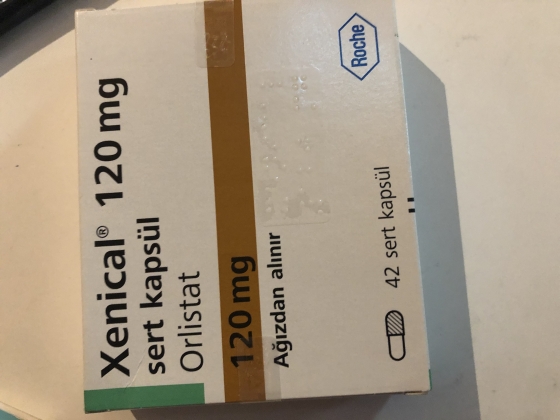 Xenical® 120 mg
sert kapsül
Orlistat
120 mg
Ağızdan alınır
42 sert kapsül
Roche